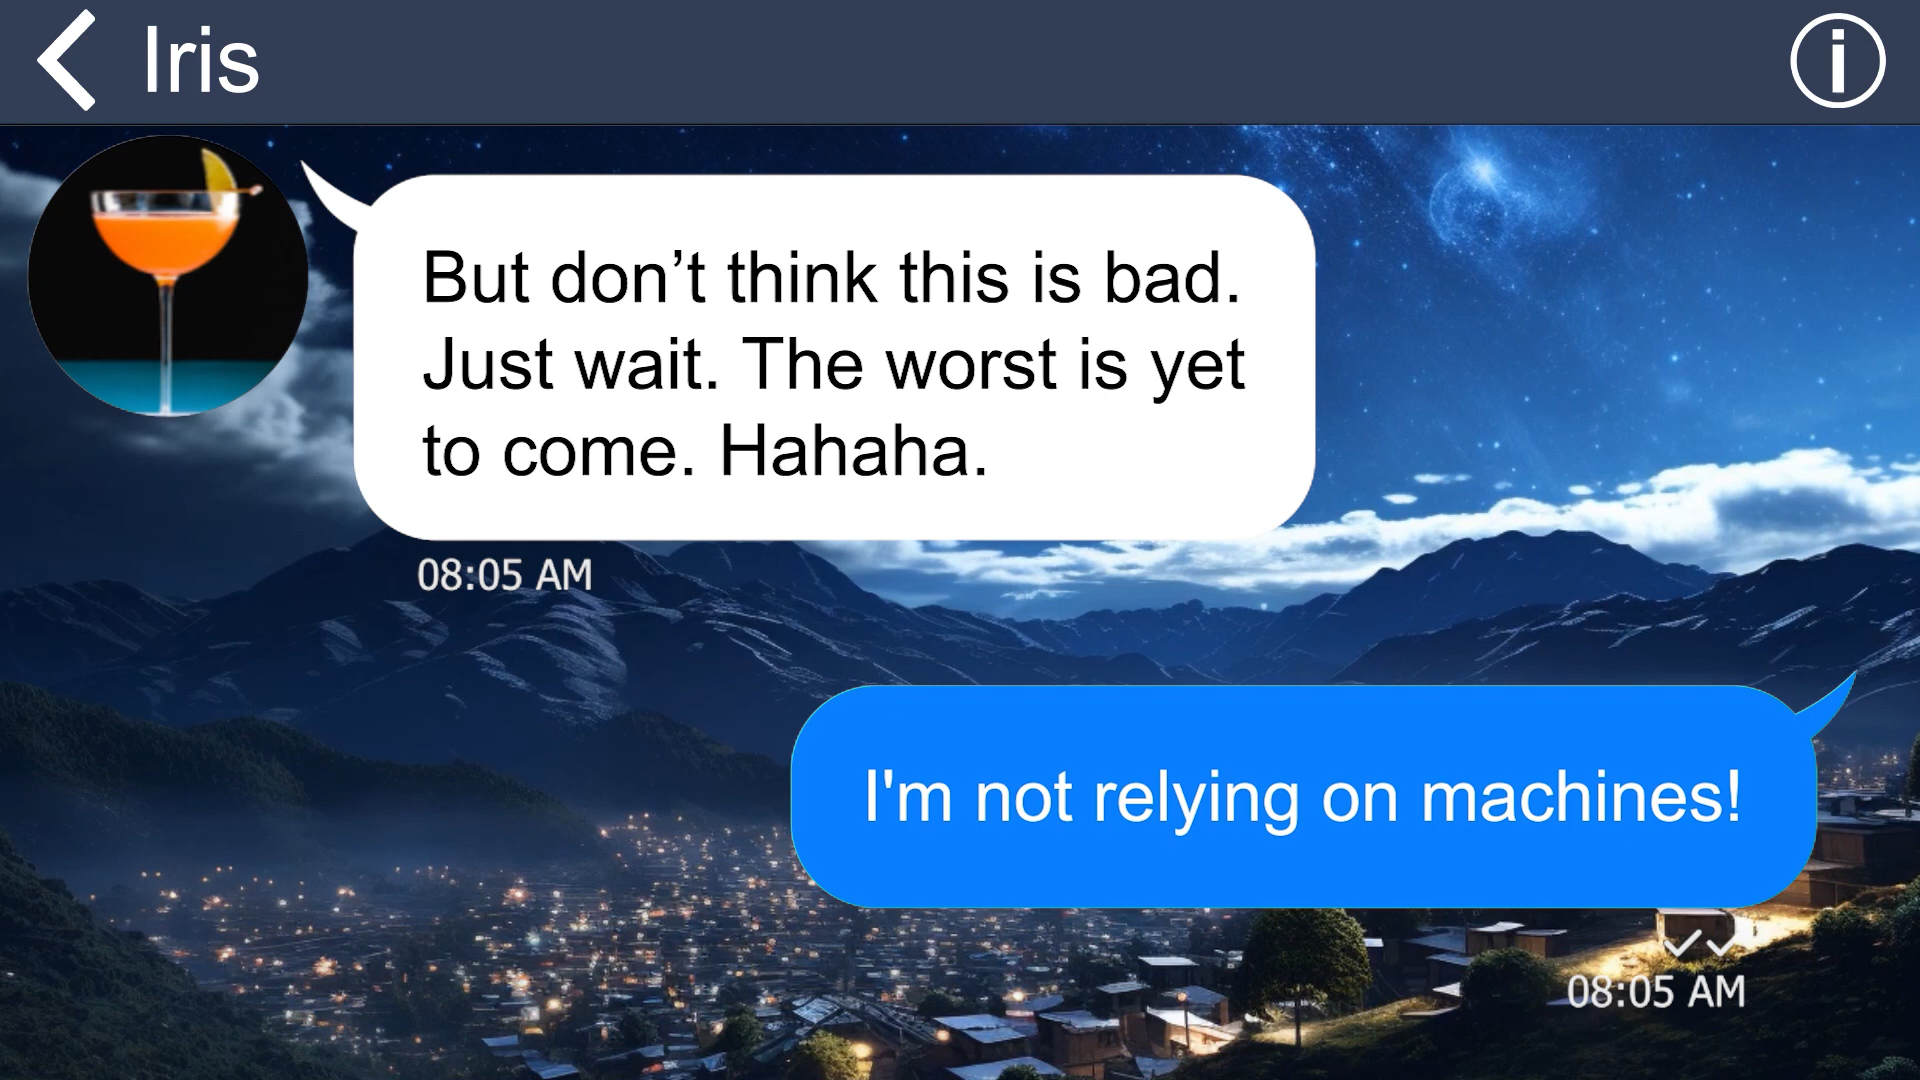 Iris
But don’t think this is bad.
Just wait. The worst is yet
to come. Hahaha.
08:05 AM
I'm not relying on machines!
08:05 AM